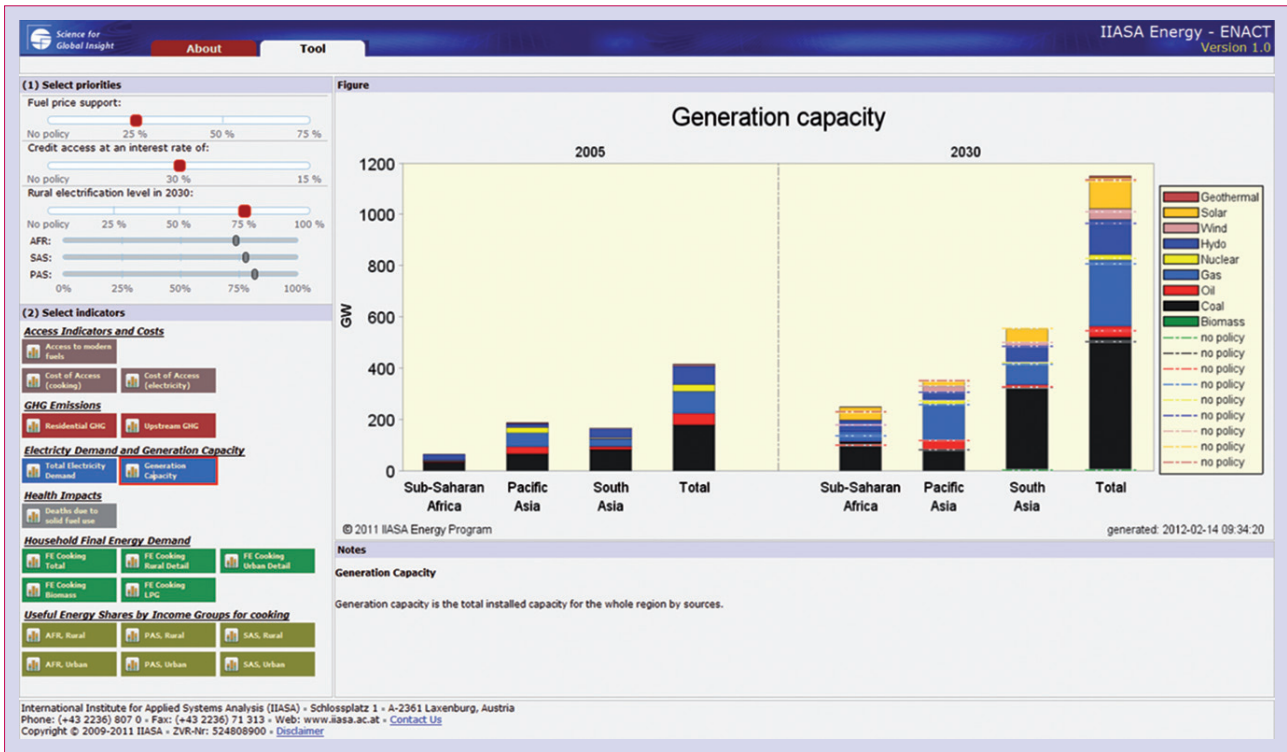 Science for
Global Insight
About
Tool
IIASA Energy - ENACT
Version 1.0
(1) Select priorities
Fuel price support:
No policy 25 % 50 % 75 %
Credit access at an interest rate of:
No policy 30 % 15 %
Rural electrification level in 2030:
No policy 25 % 50 % 75 % 100 %
AFR:
SAS:
PAS:
0% 25% 50% 75% 100%
(2) Select indicators
Access Indicators and Costs
Access to modern
fuels
Cost of Access
(cooking)
Cost of Access
(electricity)
GHG Emissions
Residential GHG
Upstream GHG
Electricty Demand and Generation Capacity
Total Electricity
Demand
Generation
Capacity
Health Impacts
Deaths due to
solid fuel use
Household Final Energy Demand
FE Cooking
Total
FE Cooking
Rural Detail
FE Cooking
Urban Detail
FE Cooking
Biomass
FE Cooking
LPG
Useful Energy Shares by Income Groups for cooking
AFR, Rural
PAS, Rural
SAS, Rural
AFR, Urban
PAS, Urban
SAS, Urban
Figure
Generation capacity
2005
2030
1200
1000
800
600
400
200
0
GW
Sub-Saharan
Africa
Pacific
Asia
South
Asia
Total
Sub-Saharan
Africa
Pacific
Asia
South
Asia
Total
Geothermal
Solar
Wind
Hydo
Nuclear
Gas
Oil
Coal
Biomass
no policy
no policy
no policy
no policy
no policy
no policy
no policy
no policy
no policy
© 2011 IIASA Energy Program
generated: 2012-02-14 09:34:20
Notes
Generation Capacity
Generation capacity is the total installed capacity for the whole region by sources.
International Institute for Applied Systems Analysis (IIASA) - Schlossplatz 1 - A-2361 Laxenburg, Austria
Phone: (+43 2236) 807 0 - Fax: (+43 2236) 71 313 - Web: www.iiasa.ac.at - Contact Us
Copyright © 2009-2011 IIASA - ZVR-Nr: 524808900 - Disclaimer